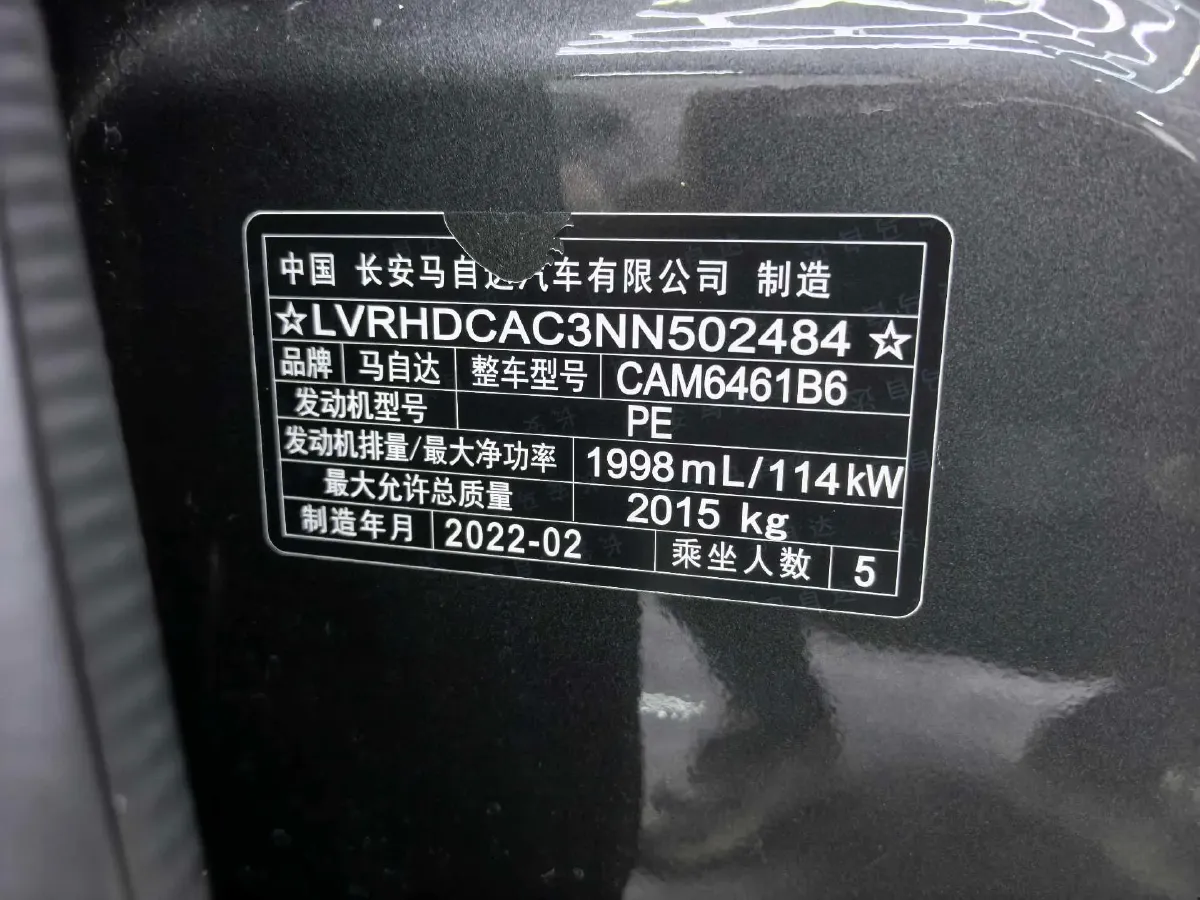 中国 长安马自达汽车有限公司 制造
☆LVRHDCAC3NN502484☆
品牌 马自达 整车型号 CAM6461B6
发动机型号 PE
发动机排量/最大净功率 1998mL/114kW
最大允许总质量 2015 kg
制造年月 2022-02 乘坐人数 5